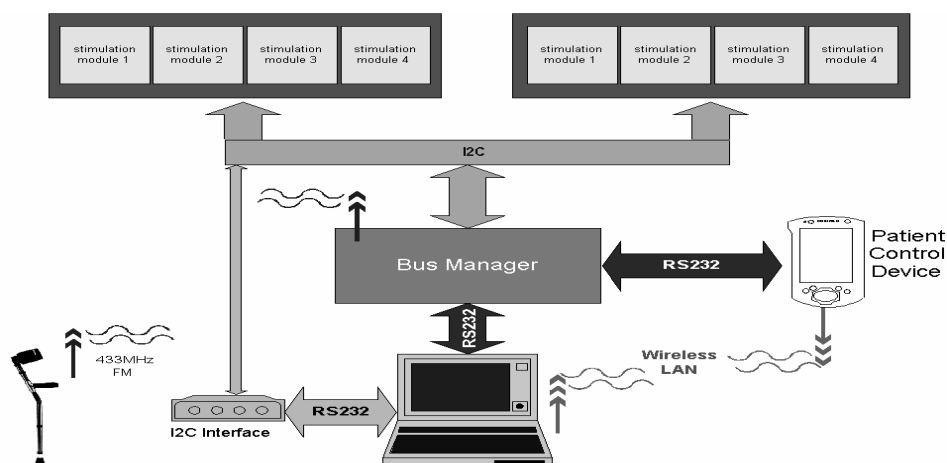 stimulation module 1
stimulation module 2
stimulation module 3
stimulation module 4
stimulation module 1
stimulation module 2
stimulation module 3
stimulation module 4
I2C
Bus Manager
RS232
Patient
Control
Device
RS232
433MHz
FM
Wireless
LAN
RS232
I2C Interface